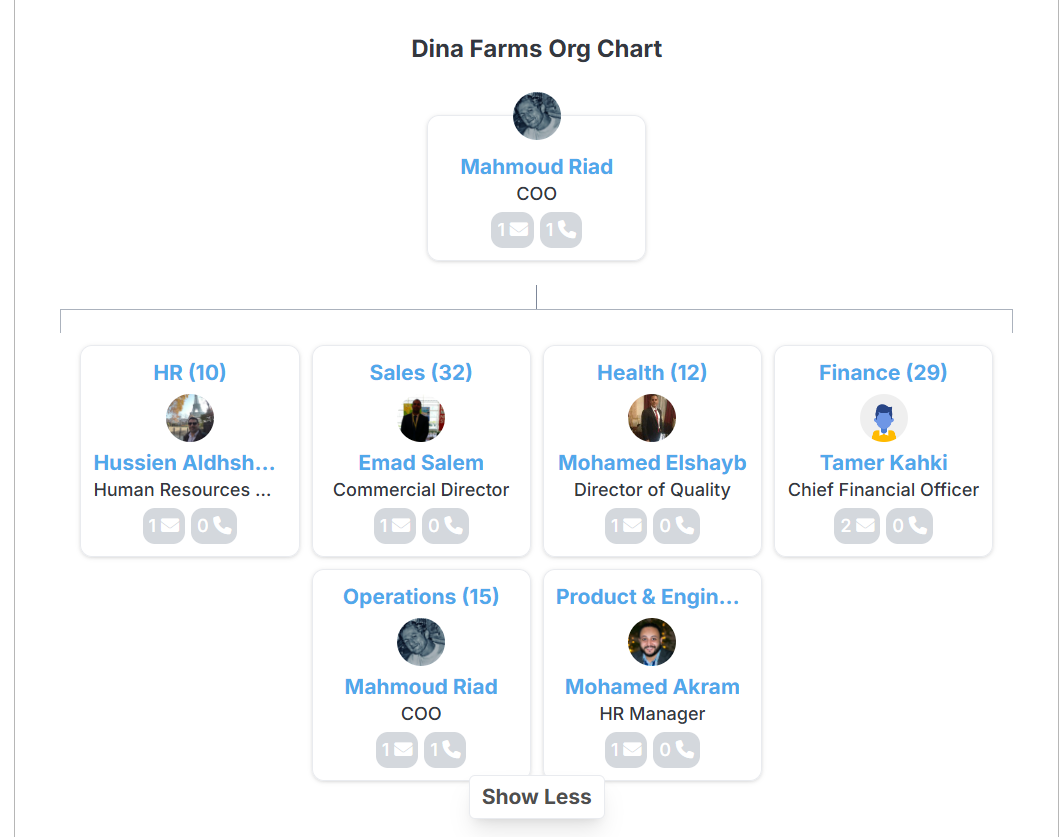 Dina Farms Org Chart
Mahmoud Riad
COO
1 1
HR (10)
Hussien Aldhsh...
Human Resources ...
1 0
Sales (32)
Emad Salem
Commercial Director
1 0
Health (12)
Mohamed Elshayb
Director of Quality
1 0
Finance (29)
Tamer Kahki
Chief Financial Officer
2 0
Operations (15)
Mahmoud Riad
COO
1 1
Product & Engin...
Mohamed Akram
HR Manager
1 0
Show Less